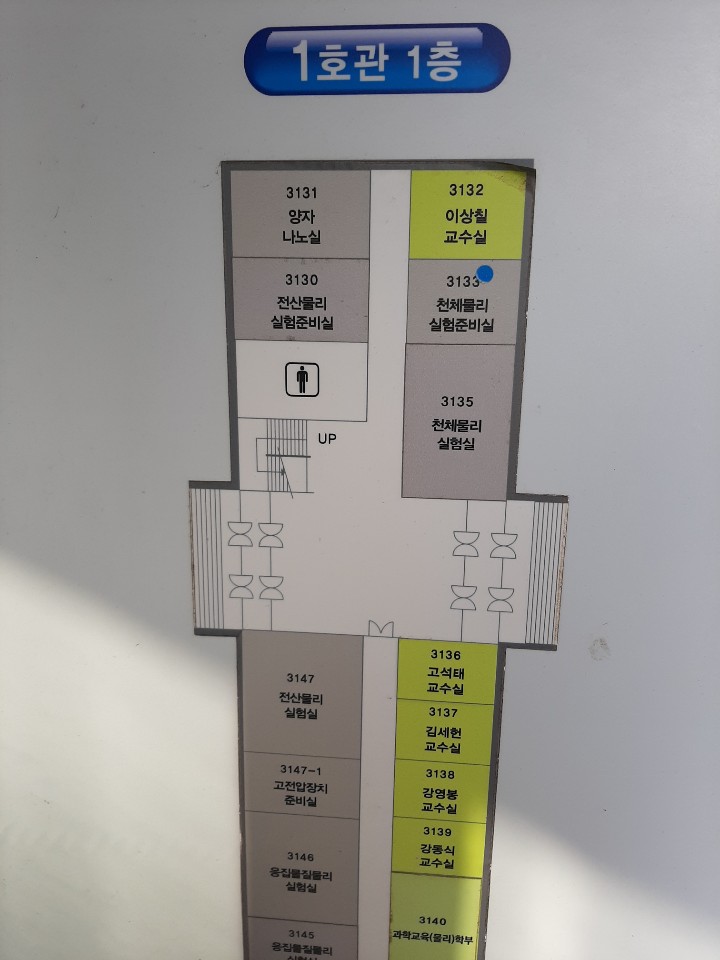 1호관 1층
3131
양자
나노실
3132
이상칠
교수실
3130
전산물리
실험준비실
3133
천체물리
실험준비실
3135
천체물리
실험실
UP
3147
전산물리
실험실
3136
고석태
교수실
3137
김세헌
교수실
3147-1
고전압장치
준비실
3138
강영봉
교수실
3139
강동식
교수실
3146
응집물질물리
실험실
3140
과학교육(물리)학부
3145
응집물질물리